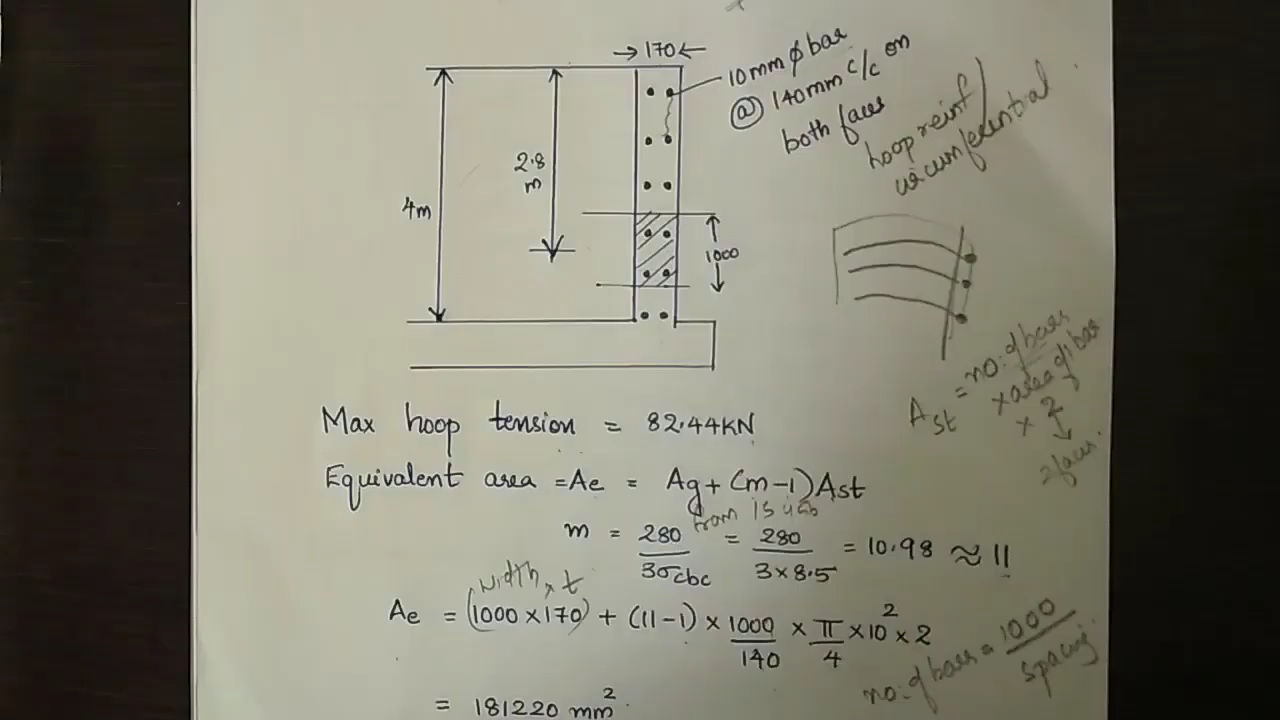 →170←
10mm ϕ bar
@ 140mm c/c on
both faces
hoop reinf/
circumferential
2.8
m
4m
1000
Ast = no: of bars
× area of 1 bar
× 2
↓
2 faces.
Max hoop tension = 82.44KN
Equivalent area = Ae = Ag + (m-1)Ast
from IS 456
m = 280/3σcbc = 280/3×8.5 = 10.98 ≈ 11
width × t
Ae = (1000 × 170) + (11-1) × 1000/140 × π/4 × 10² × 2
no: of bars = 1000/spacing
= 181220 mm².